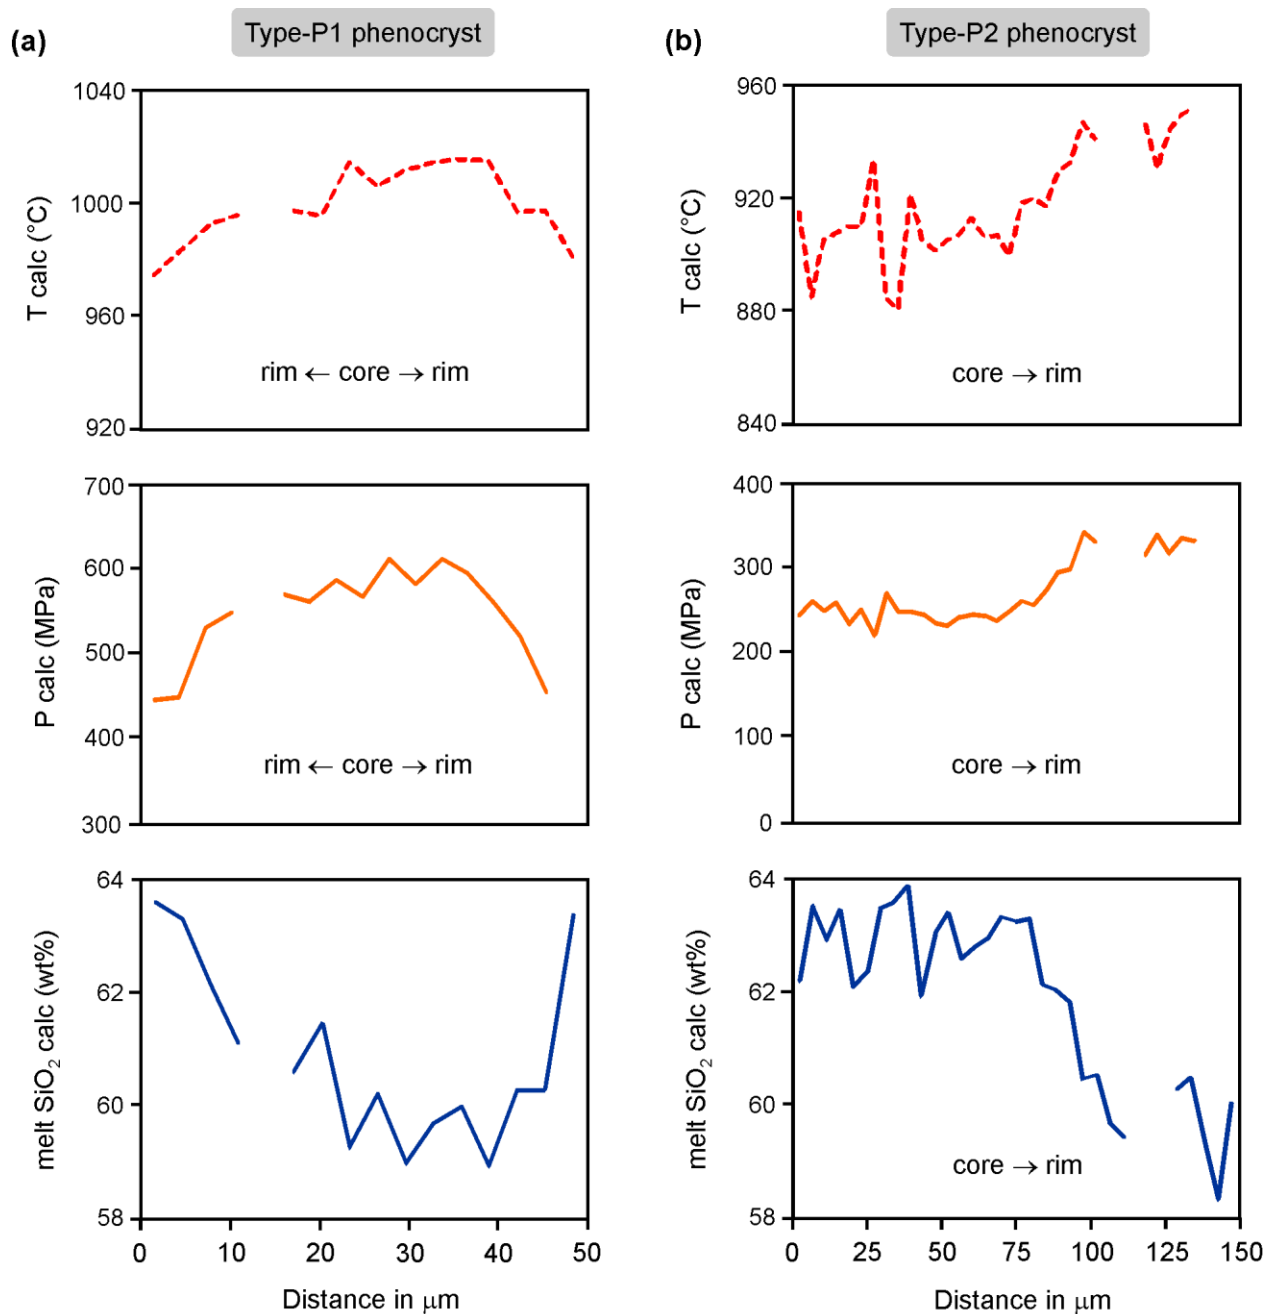 (a)
Type-P1 phenocryst
1040
1000
960
920
T calc (°C)
rim ← core → rim
700
600
500
400
300
P calc (MPa)
rim ← core → rim
64
62
60
58
melt SiO₂ calc (wt%)
0 10 20 30 40 50
Distance in μm
(b)
Type-P2 phenocryst
960
920
880
840
T calc (°C)
core → rim
400
300
200
100
0
P calc (MPa)
core → rim
64
62
60
58
melt SiO₂ calc (wt%)
core → rim
0 25 50 75 100 125 150
Distance in μm